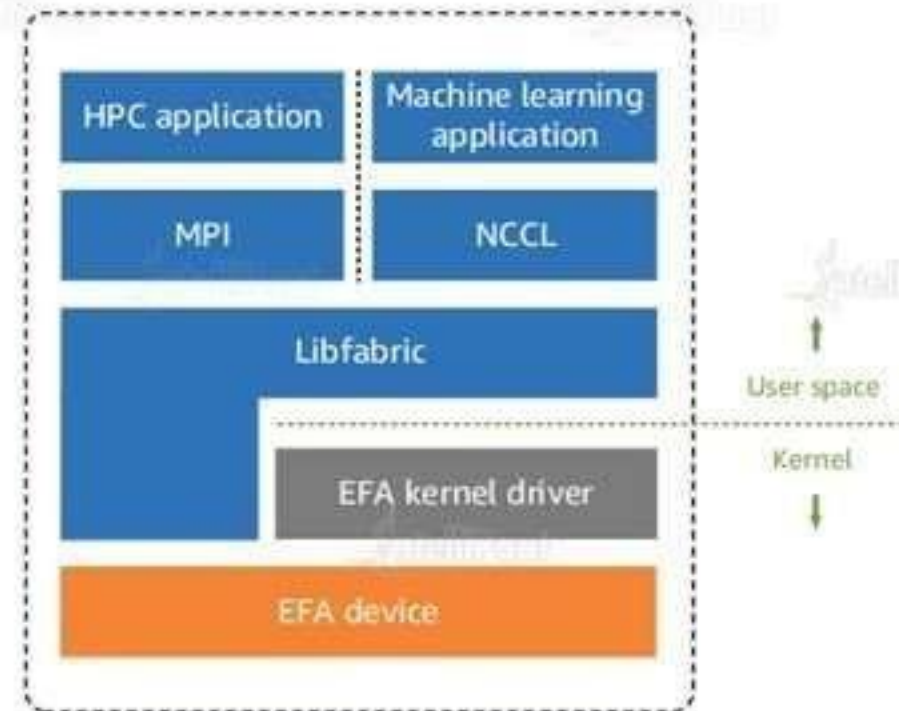 HPC application
Machine learning
application
MPI
NCCL
Libfabric
User space
Kernel
EFA kernel driver
EFA device